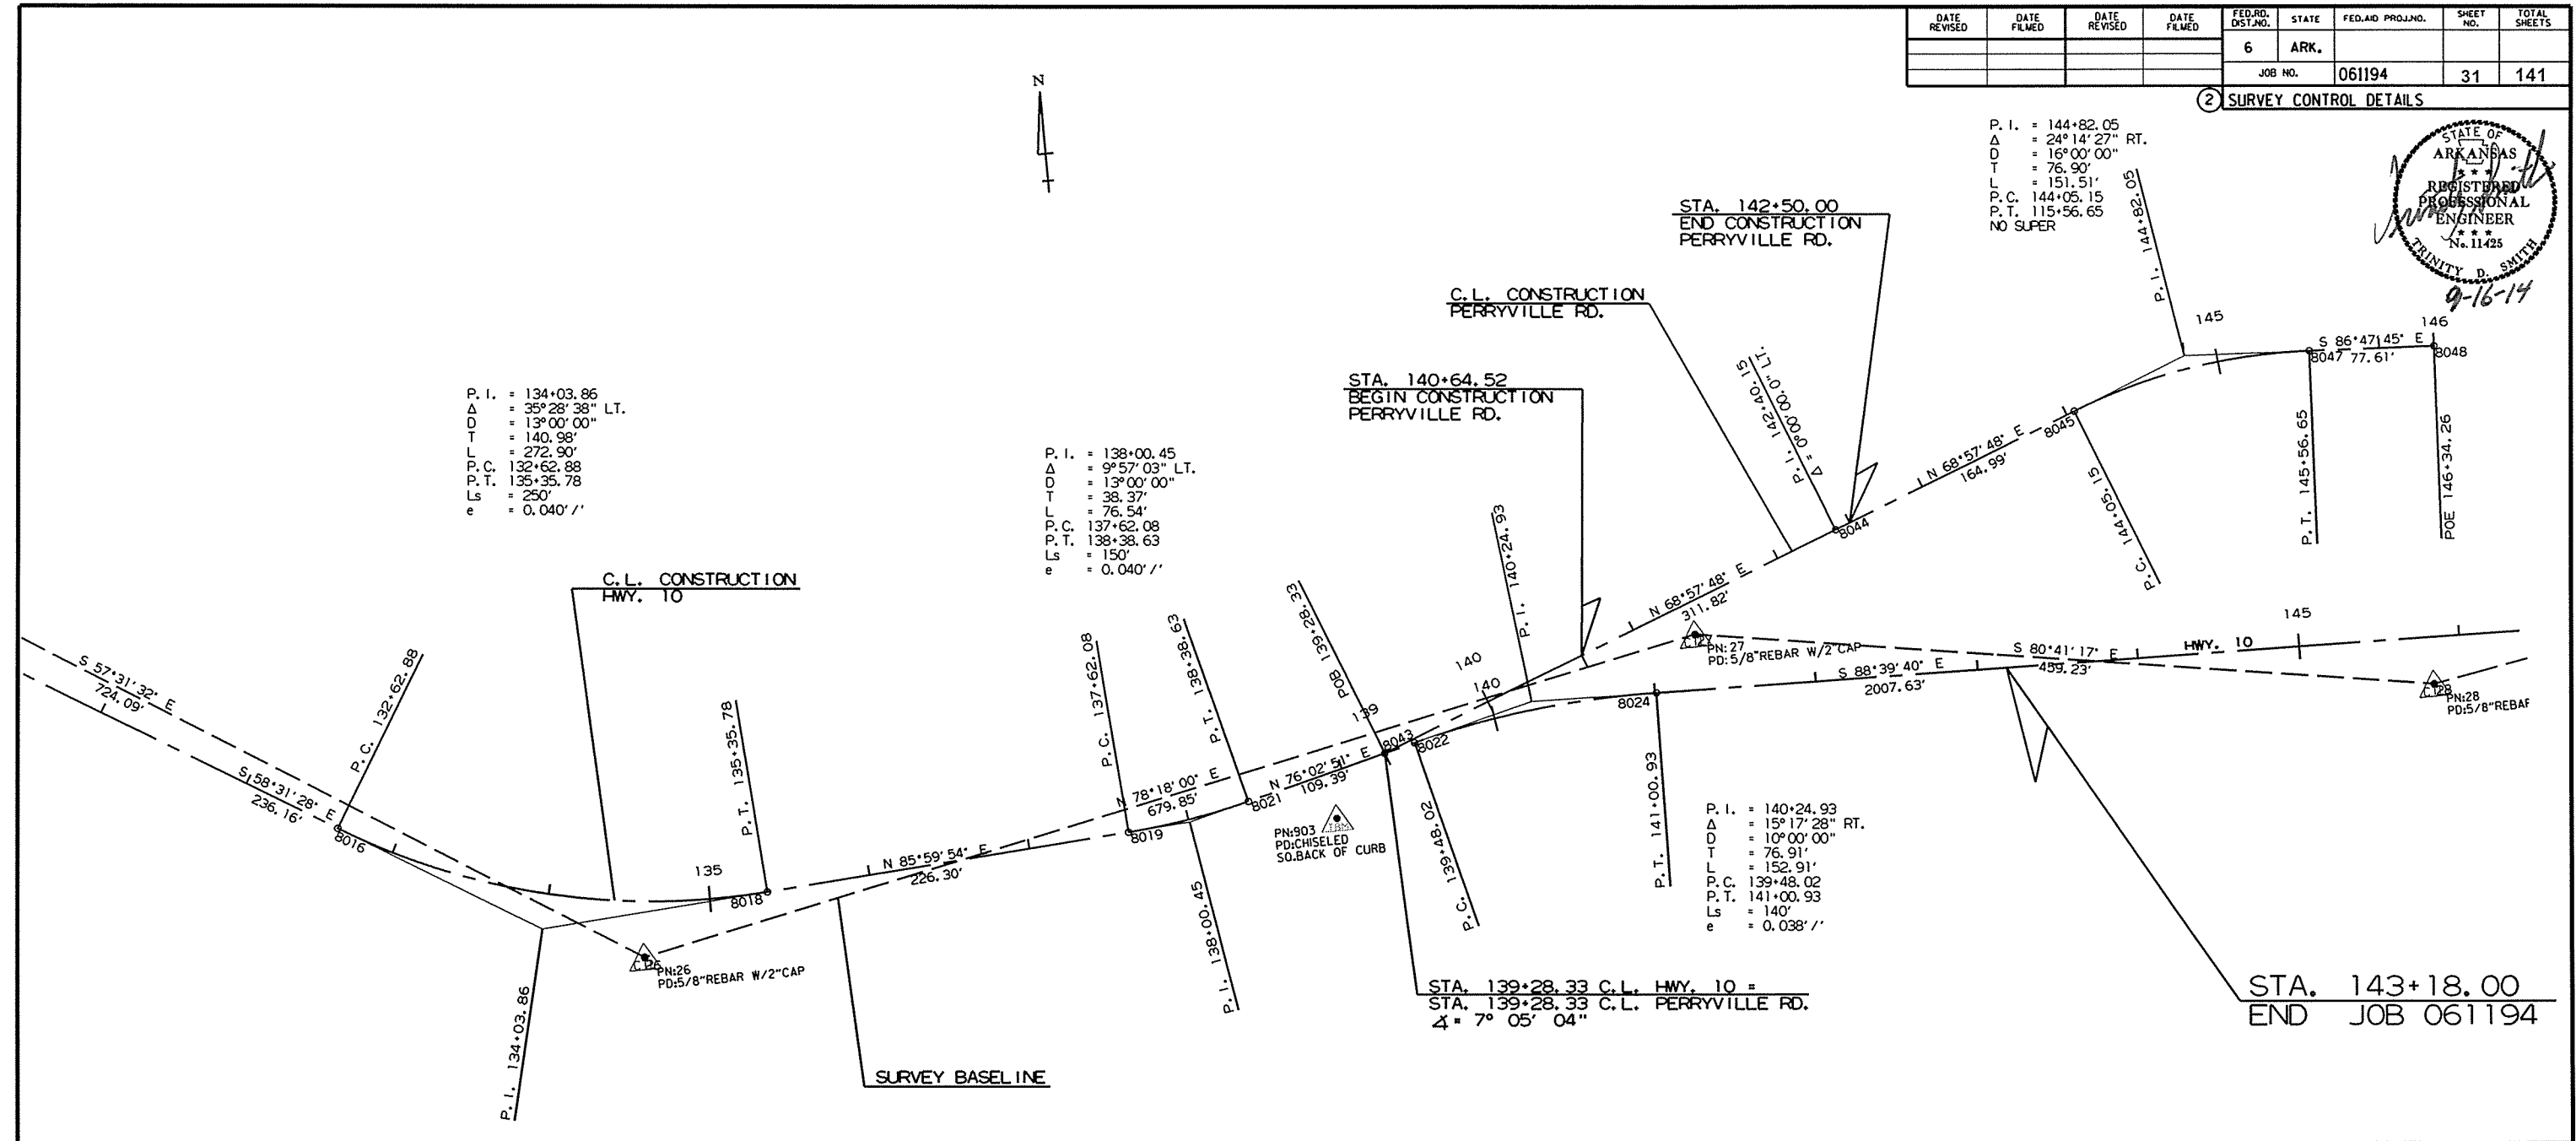 DATE REVISED
DATE FILMED
DATE REVISED
DATE FILMED
FED.RD. DIST.NO.
STATE
FED.AID PROJ.NO.
SHEET NO.
TOTAL SHEETS
6
ARK.
JOB NO.
061194
31
141
2
SURVEY CONTROL DETAILS
N
STATE OF
ARKANSAS
★ ★ ★
REGISTERED
PROFESSIONAL
ENGINEER
★ ★ ★
No. 11425
TRINITY D. SMITH
9-16-14
P.I. = 144+82.05
Δ = 24°14'27" RT.
D = 16°00'00"
T = 76.90'
L = 151.51'
P.C. 144+05.15
P.T. 115+56.65
NO SUPER
STA. 142+50.00
END CONSTRUCTION
PERRYVILLE RD.
C.L. CONSTRUCTION
PERRYVILLE RD.
STA. 140+64.52
BEGIN CONSTRUCTION
PERRYVILLE RD.
P.I. = 134+03.86
Δ = 35°28'38" LT.
D = 13°00'00"
T = 140.98'
L = 272.90'
P.C. 132+62.88
P.T. 135+35.78
Ls = 250'
e = 0.040'/'
P.I. = 138+00.45
Δ = 9°57'03" LT.
D = 13°00'00"
T = 38.37'
L = 76.54'
P.C. 137+62.08
P.T. 138+38.63
Ls = 150'
e = 0.040'/'
C.L. CONSTRUCTION
HWY. 10
S 57°31'32" E
724.09'
S 58°31'28" E
236.16'
P.C. 132+62.88
8016
P.I. 134+03.86
P.T. 135+35.78
135
8018
PN:26
PD:5/8"REBAR W/2"CAP
N 85°59'54" E
226.30'
SURVEY BASELINE
P.C. 137+62.08
8019
N 78°18'00" E
679.85'
P.I. 138+00.45
P.T. 138+38.63
8021
N 76°02'51" E
109.39'
PN:903
PD:CHISELED
SO.BACK OF CURB
139
POB 139+28.33
8043
8022
P.C. 139+48.02
140
140
P.I. 140+24.93
N 68°57'48" E
311.82'
P.I. 142+40.15
Δ = 0°00'00.0" LT.
8044
N 68°57'48" E
164.99'
8045
P.C. 144+05.15
P.I. 144+82.05
145
S 86°47'45" E
8047 77.61'
146
8048
P.T. 145+56.65
POE 146+34.26
PN:27
PD:5/8"REBAR W/2"CAP
8024
P.T. 141+00.93
S 88°39'40" E
2007.63'
S 80°41'17" E
459.23'
HWY. 10
145
PN:28
PD:5/8"REBAR
P.I. = 140+24.93
Δ = 15°17'28" RT.
D = 10°00'00"
T = 76.91'
L = 152.91'
P.C. 139+48.02
P.T. 141+00.93
Ls = 140'
e = 0.038'/'
STA. 139+28.33 C.L. HWY. 10 =
STA. 139+28.33 C.L. PERRYVILLE RD.
∡= 7° 05' 04"
STA. 143+18.00
END JOB 061194